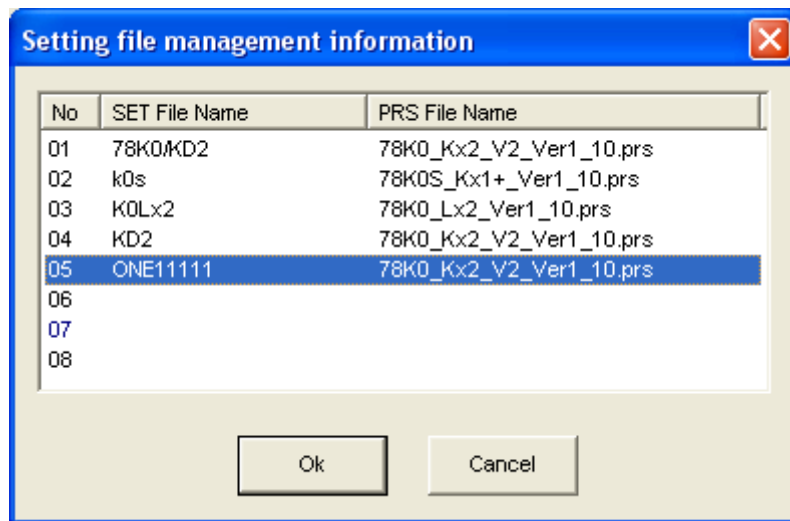 Setting file management information
No SET File Name PRS File Name
01 78K0/KD2 78K0_Kx2_V2_Ver1_10.prs
02 k0s 78K0S_Kx1+_Ver1_10.prs
03 K0Lx2 78K0_Lx2_Ver1_10.prs
04 KD2 78K0_Kx2_V2_Ver1_10.prs
05 ONE11111 78K0_Kx2_V2_Ver1_10.prs
06
07
08
Ok Cancel